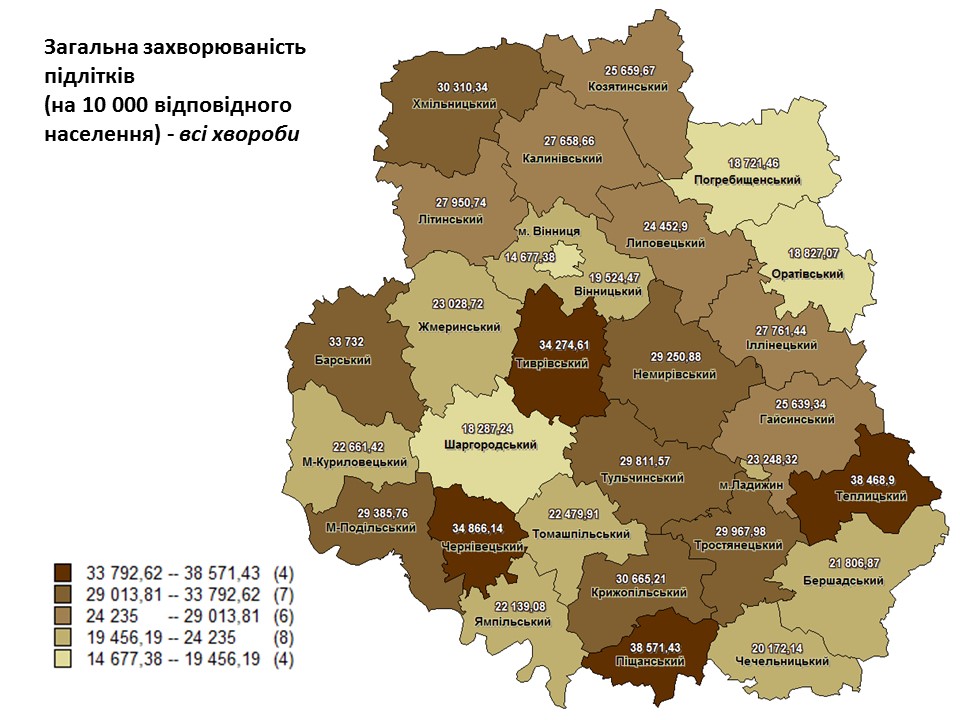 Загальна захворюваність
підлітків
(на 10 000 відповідного
населення) - всі хвороби
25 659,67
Козятинський
30 310,34
Хмільницький
27 658,66
Калинівський
18 721,46
Погребищенський
27 950,74
Літинський
24 452,9
Липовецький
м. Вінниця
14 677,38
19 524,47
Вінницький
18 827,07
Оратівський
23 028,72
Жмеринський
27 761,44
Іллінецький
33 732
Барський
34 274,61
Тиврівський
29 250,88
Немирівський
25 639,34
Гайсинський
18 287,24
Шаргородський
22 661,42
М-Куриловецький
29 811,57
Тульчинський
23 248,32
м.Ладижин
38 468,9
Теплицький
29 385,76
М-Подільський
34 866,14
Чернівецький
22 479,91
Томашпільський
29 967,98
Тростянецький
21 806,87
Бершадський
30 665,21
Крижопільський
22 139,08
Ямпільський
38 571,43
Піщанський
20 172,14
Чечельницький
33 792,62 -- 38 571,43 (4)
29 013,81 -- 33 792,62 (7)
24 235 -- 29 013,81 (6)
19 456,19 -- 24 235 (8)
14 677,38 -- 19 456,19 (4)